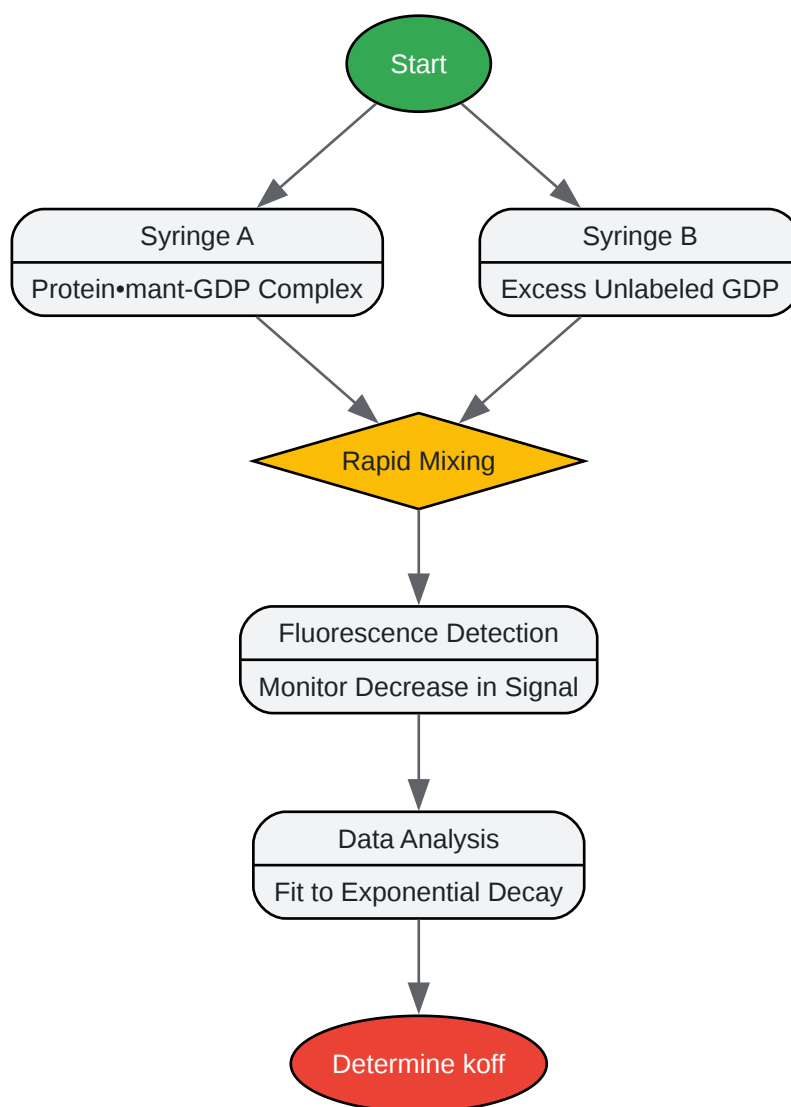 Start
Syringe A
Protein•mant-GDP Complex
Syringe B
Excess Unlabeled GDP
Rapid Mixing
Fluorescence Detection
Monitor Decrease in Signal
Data Analysis
Fit to Exponential Decay
Determine koff